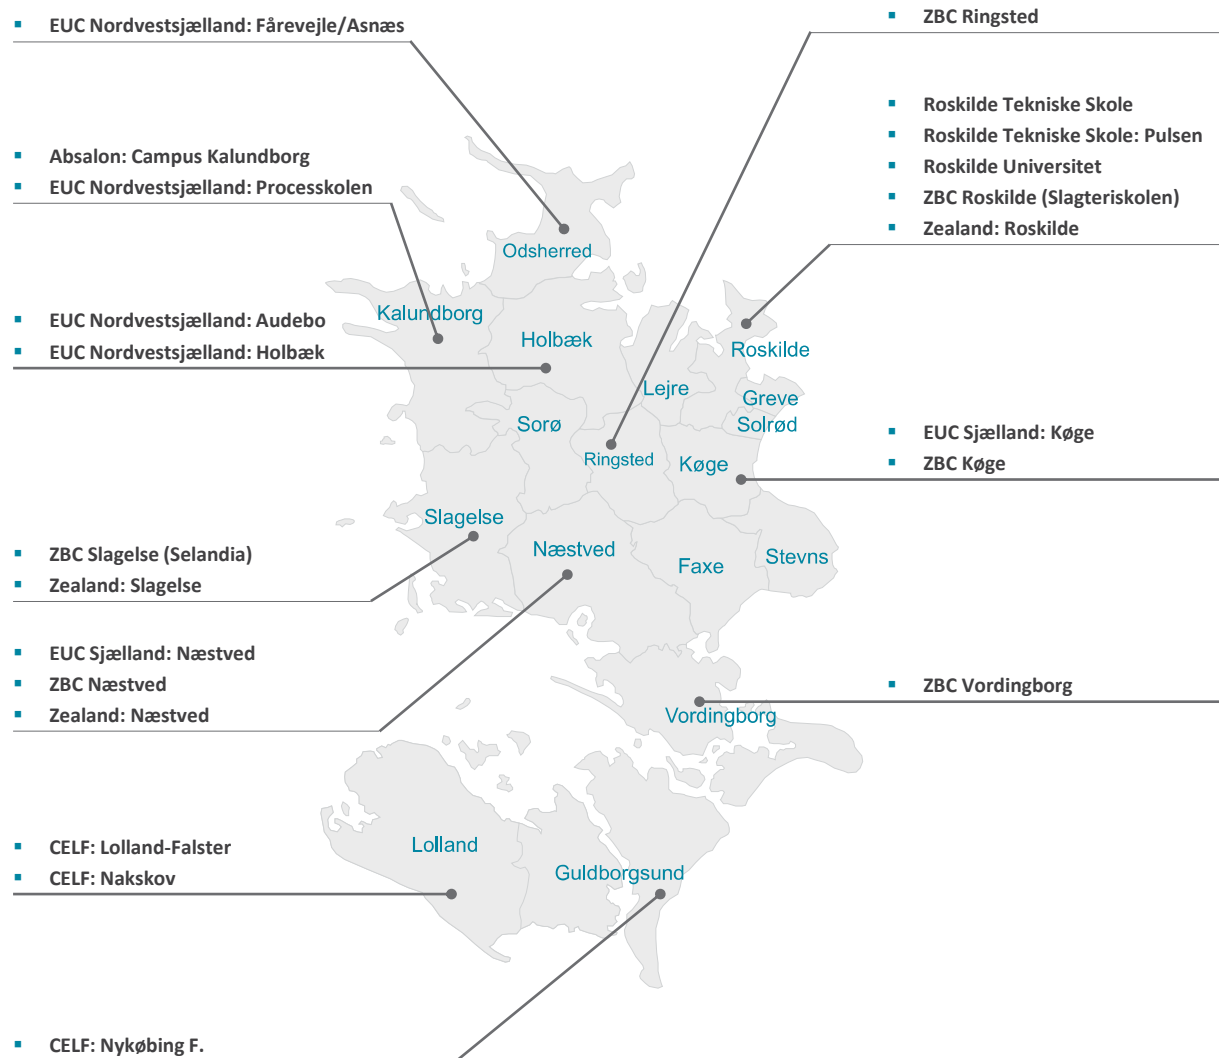 EUC Nordvestsjælland: Fårevejle/Asnæs
ZBC Ringsted
Roskilde Tekniske Skole
Roskilde Tekniske Skole: Pulsen
Roskilde Universitet
ZBC Roskilde (Slagteriskolen)
Zealand: Roskilde
Absalon: Campus Kalundborg
EUC Nordvestsjælland: Processkolen
EUC Nordvestsjælland: Audebo
EUC Nordvestsjælland: Holbæk
EUC Sjælland: Køge
ZBC Køge
ZBC Slagelse (Selandia)
Zealand: Slagelse
EUC Sjælland: Næstved
ZBC Næstved
Zealand: Næstved
ZBC Vordingborg
CELF: Lolland-Falster
CELF: Nakskov
CELF: Nykøbing F.
Odsherred
Kalundborg
Holbæk
Roskilde
Lejre
Greve
Solrød
Sorø
Ringsted
Køge
Slagelse
Næstved
Faxe
Stevns
Vordingborg
Lolland
Guldborgsund